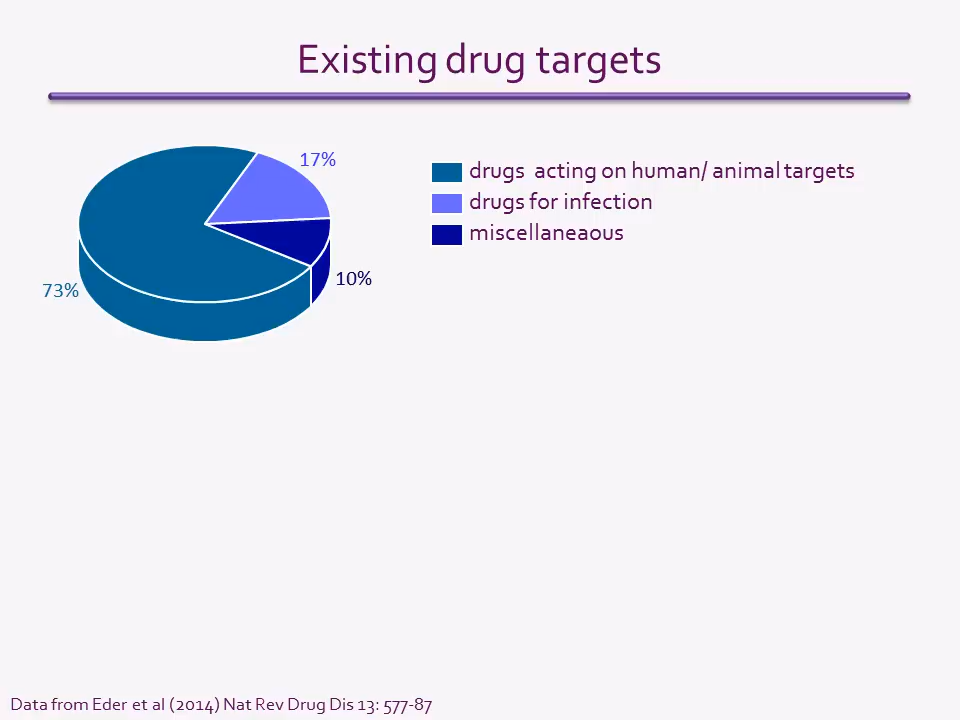 Existing drug targets
17%
drugs  acting on human/ animal targets
drugs for infection
miscellaneaous
10%
73%
Data from Eder et al (2014) Nat Rev Drug Dis 13: 577-87